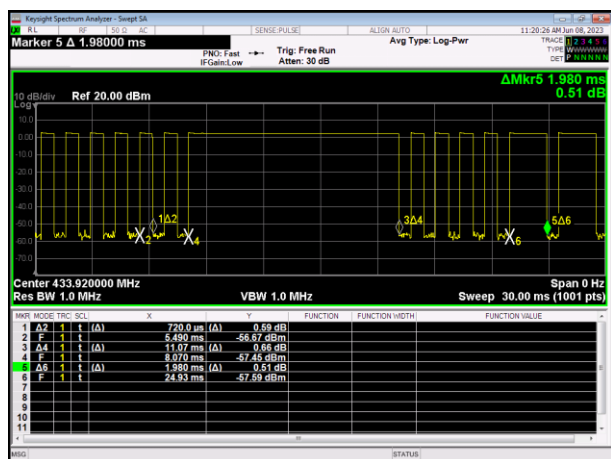 Keysight Spectrum Analyzer - Swept SA
RL RF 50 Ω AC SENSE:PULSE ALIGN AUTO 11:20:26 AM Jun 08, 2023
Marker 5 Δ 1.98000 ms
PNO: Fast Trig: Free Run Avg Type: Log-Pwr TRACE 1 2 3 4 5 6
IFGain:Low Atten: 30 dB TYPE WWWWWW
DET P NNNNN
ΔMkr5 1.980 ms
0.51 dB
10 dB/div Ref 20.00 dBm
Log
10.0
0.00
-10.0
-20.0
-30.0
-40.0
1Δ2 3Δ4 5Δ6
-50.0
2 4 6
-60.0
-70.0
Center 433.920000 MHz Span 0 Hz
Res BW 1.0 MHz VBW 1.0 MHz Sweep 30.00 ms (1001 pts)
MKR MODE TRC SCL X Y FUNCTION FUNCTION WIDTH FUNCTION VALUE
1 Δ2 1 t (Δ) 720.0 µs (Δ) 0.59 dB
2 F 1 t 5.490 ms -56.67 dBm
3 Δ4 1 t (Δ) 11.07 ms (Δ) 0.66 dB
4 F 1 t 8.070 ms -57.45 dBm
5 Δ6 1 t (Δ) 1.980 ms (Δ) 0.51 dB
6 F 1 t 24.93 ms -57.59 dBm
7
8
9
10
11
MSG STATUS